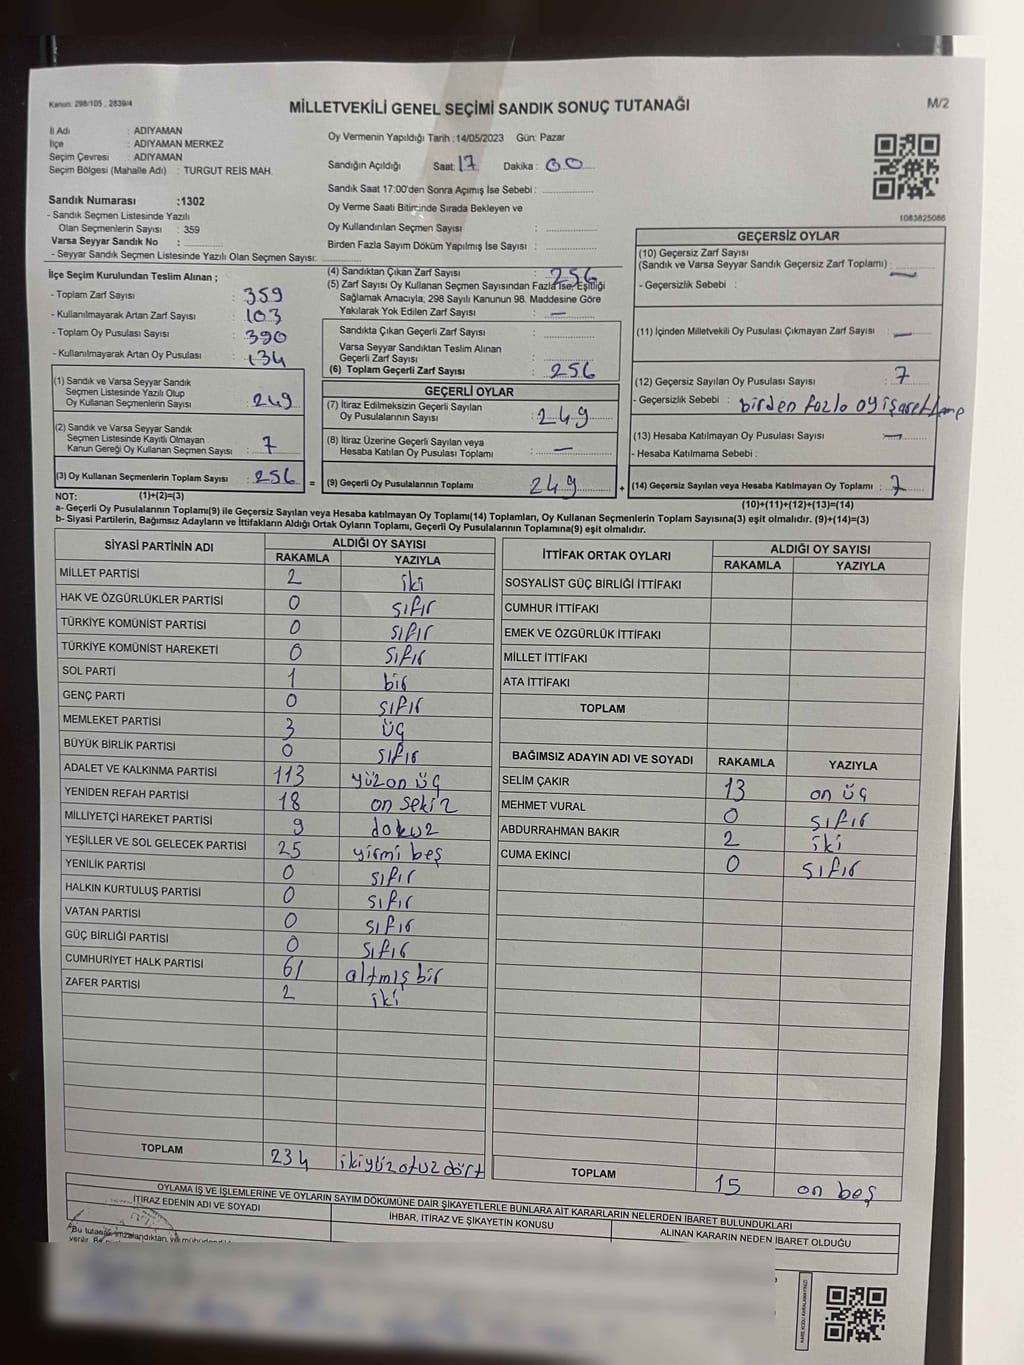 Kanun: 298/105 , 2839/4
MİLLETVEKİLİ GENEL SEÇİMİ SANDIK SONUÇ TUTANAĞI
M/2
İl Adı : ADIYAMAN
İlçe : ADIYAMAN MERKEZ
Seçim Çevresi : ADIYAMAN
Seçim Bölgesi (Mahalle Adı) : TURGUT REİS MAH.
Sandık Numarası :1302
- Sandık Seçmen Listesinde Yazılı
Olan Seçmenlerin Sayısı : 359
Varsa Seyyar Sandık No :
- Seyyar Sandık Seçmen Listesinde Yazılı Olan Seçmen Sayısı:
Oy Vermenin Yapıldığı Tarih :14/05/2023 Gün: Pazar
Sandığın Açıldığı Saat: 17 Dakika : 00
Sandık Saat 17:00'den Sonra Açımış İse Sebebi :
Oy Verme Saati Bitiminde Sırada Bekleyen ve
Oy Kullandırılan Seçmen Sayısı :
Birden Fazla Sayım Döküm Yapılmış İse Sayısı :
1083825086
İlçe Seçim Kurulundan Teslim Alınan ;
- Toplam Zarf Sayısı : 359
- Kullanılmayarak Artan Zarf Sayısı : 103
- Toplam Oy Pusulası Sayısı : 390
- Kullanılmayarak Artan Oy Pusulası : 134
(1) Sandık ve Varsa Seyyar Sandık
Seçmen Listesinde Yazılı Olup
Oy Kullanan Seçmenlerin Sayısı : 249
(2) Sandık ve Varsa Seyyar Sandık
Seçmen Listesinde Kayıtlı Olmayan
Kanun Gereği Oy Kullanan Seçmen Sayısı : 7
(3) Oy Kullanan Seçmenlerin Toplam Sayısı : 256
(4) Sandıktan Çıkan Zarf Sayısı : 256
(5) Zarf Sayısı Oy Kullanan Seçmen Sayısından Fazla İse, Eşitliği
Sağlamak Amacıyla, 298 Sayılı Kanunun 98. Maddesine Göre
Yakılarak Yok Edilen Zarf Sayısı : —
Sandıkta Çıkan Geçerli Zarf Sayısı :
Varsa Seyyar Sandıktan Teslim Alınan
Geçerli Zarf Sayısı :
(6) Toplam Geçerli Zarf Sayısı : 256
GEÇERLİ OYLAR
(7) İtiraz Edilmeksizin Geçerli Sayılan
Oy Pusulalarının Sayısı : 249
(8) İtiraz Üzerine Geçerli Sayılan veya
Hesaba Katılan Oy Pusulası Toplamı : —
= (9) Geçerli Oy Pusulalarının Toplamı : 249
GEÇERSİZ OYLAR
(10) Geçersiz Zarf Sayısı
(Sandık ve Varsa Seyyar Sandık Geçersiz Zarf Toplamı) : —
- Geçersizlik Sebebi :
(11) İçinden Milletvekili Oy Pusulası Çıkmayan Zarf Sayısı : —
(12) Geçersiz Sayılan Oy Pusulası Sayısı : 7
- Geçersizlik Sebebi : birden fazla oy işaretleme
(13) Hesaba Katılmayan Oy Pusulası Sayısı : —
- Hesaba Katılmama Sebebi :
+ (14) Geçersiz Sayılan veya Hesaba Katılmayan Oy Toplamı : 7
NOT: (1)+(2)=(3)
(10)+(11)+(12)+(13)=(14)
a- Geçerli Oy Pusulalarının Toplamı(9) ile Geçersiz Sayılan veya Hesaba katılmayan Oy Toplamı(14) Toplamları, Oy Kullanan Seçmenlerin Toplam Sayısına(3) eşit olmalıdır. (9)+(14)=(3)
b- Siyasi Partilerin, Bağımsız Adayların ve İttifakların Aldığı Ortak Oyların Toplamı, Geçerli Oy Pusulalarının Toplamına(9) eşit olmalıdır.
SİYASİ PARTİNİN ADI ALDIĞI OY SAYISI
RAKAMLA YAZIYLA
MİLLET PARTİSİ 2 iki
HAK VE ÖZGÜRLÜKLER PARTİSİ 0 sıfır
TÜRKİYE KOMÜNİST PARTİSİ 0 sıfır
TÜRKİYE KOMÜNİST HAREKETİ 0 sıfır
SOL PARTİ 1 bir
GENÇ PARTİ 0 sıfır
MEMLEKET PARTİSİ 3 üç
BÜYÜK BİRLİK PARTİSİ 0 sıfır
ADALET VE KALKINMA PARTİSİ 113 yüz on üç
YENİDEN REFAH PARTİSİ 18 on sekiz
MİLLİYETÇİ HAREKET PARTİSİ 9 dokuz
YEŞİLLER VE SOL GELECEK PARTİSİ 25 yirmi beş
YENİLİK PARTİSİ 0 sıfır
HALKIN KURTULUŞ PARTİSİ 0 sıfır
VATAN PARTİSİ 0 sıfır
GÜÇ BİRLİĞİ PARTİSİ 0 sıfır
CUMHURİYET HALK PARTİSİ 61 altmış bir
ZAFER PARTİSİ 2 iki
TOPLAM 234 ikiyüz otuz dört
İTTİFAK ORTAK OYLARI ALDIĞI OY SAYISI
RAKAMLA YAZIYLA
SOSYALİST GÜÇ BİRLİĞİ İTTİFAKI
CUMHUR İTTİFAKI
EMEK VE ÖZGÜRLÜK İTTİFAKI
MİLLET İTTİFAKI
ATA İTTİFAKI
TOPLAM
BAĞIMSIZ ADAYIN ADI VE SOYADI RAKAMLA YAZIYLA
SELİM ÇAKIR 13 on üç
MEHMET VURAL 0 sıfır
ABDURRAHMAN BAKIR 2 iki
CUMA EKİNCİ 0 sıfır
TOPLAM 15 on beş
OYLAMA İŞ VE İŞLEMLERİNE VE OYLARIN SAYIM DÖKÜMÜNE DAİR ŞİKAYETLERLE BUNLARA AİT KARARLARIN NELERDEN İBARET BULUNDUKLARI
İTİRAZ EDENİN ADI VE SOYADI
İHBAR, İTİRAZ VE ŞİKAYETİN KONUSU
ALINAN KARARIN NEDEN İBARET OLDUĞU
"Bu tutanak imzalandıktan,